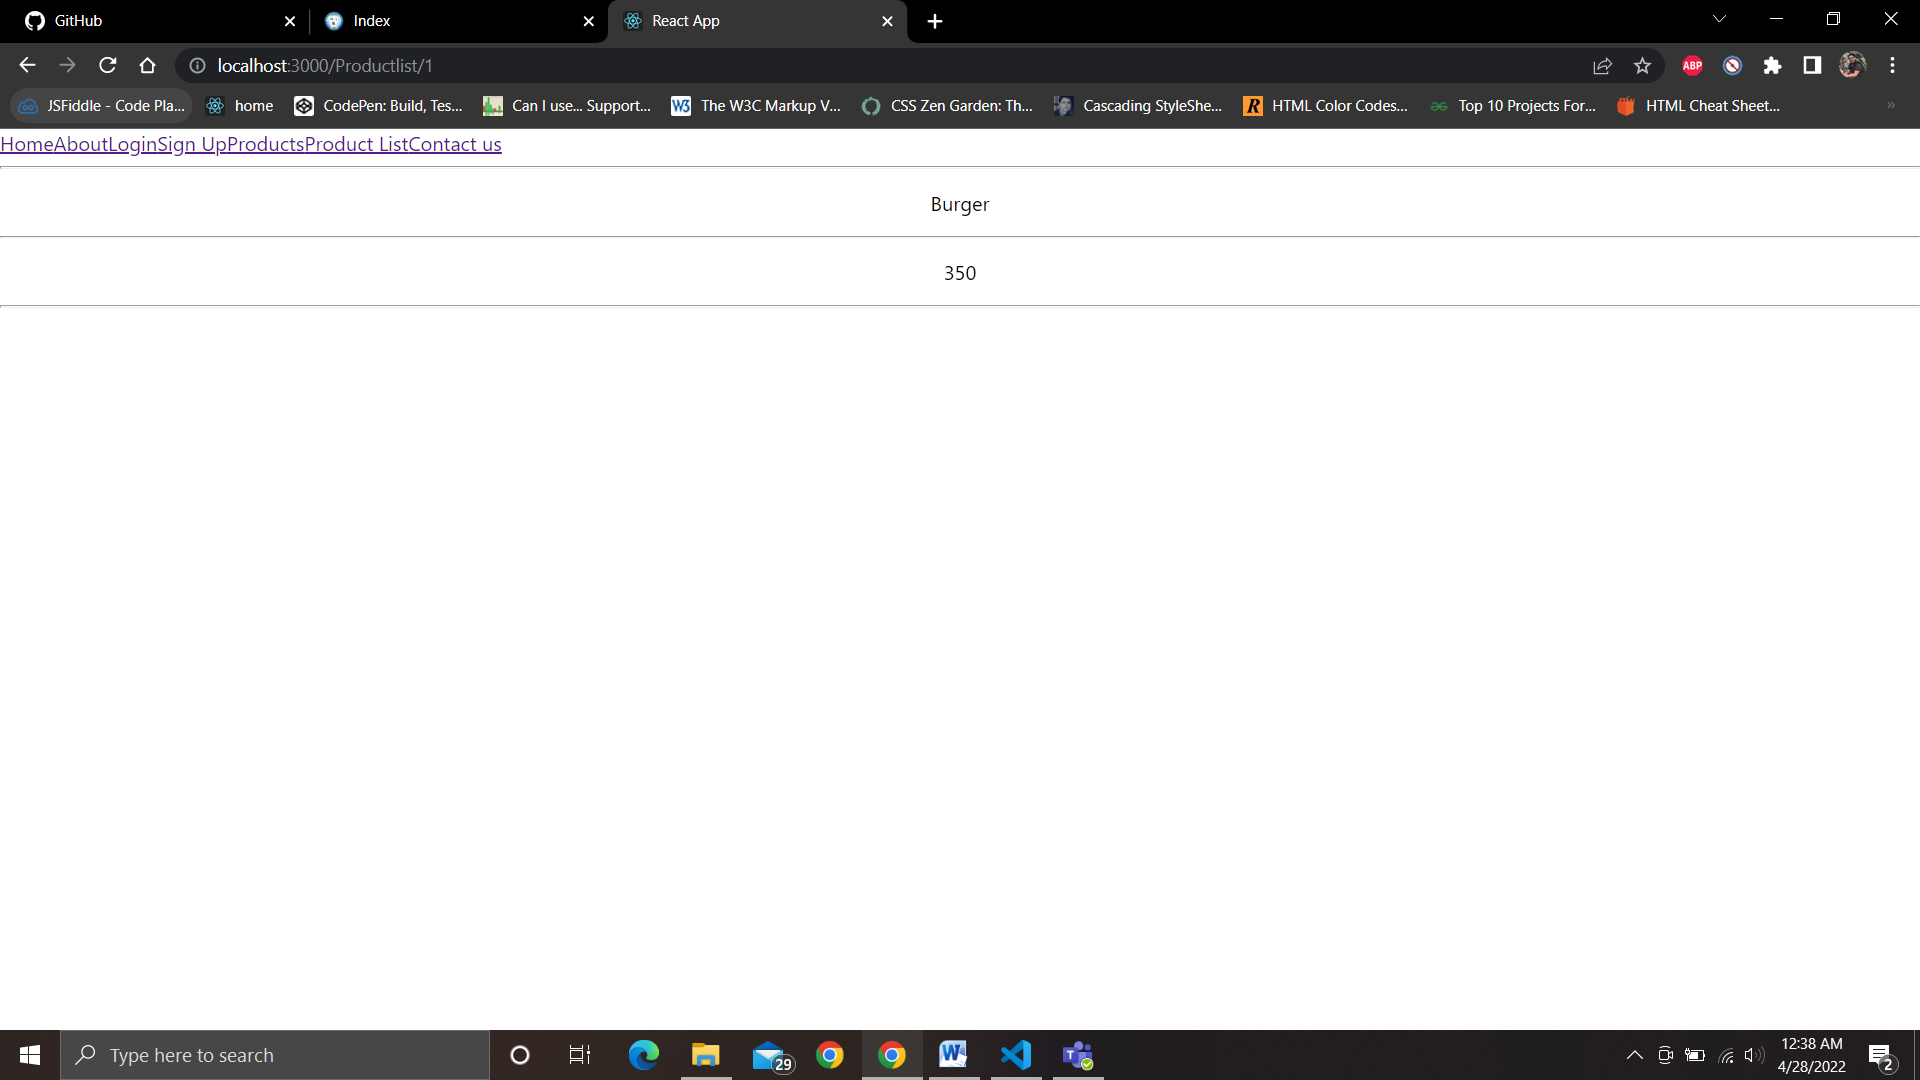 GitHub
Index
React App
localhost:3000/Productlist/1
ABP
JSFiddle - Code Pla...
home
CodePen: Build, Tes...
Can I use... Support...
W3 The W3C Markup V...
CSS Zen Garden: Th...
Cascading StyleShe...
R HTML Color Codes...
Top 10 Projects For...
HTML Cheat Sheet...
»
HomeAboutLoginSign UpProductsProduct ListContact us
Burger
350
Type here to search
29
W
T
12:38 AM
4/28/2022
2